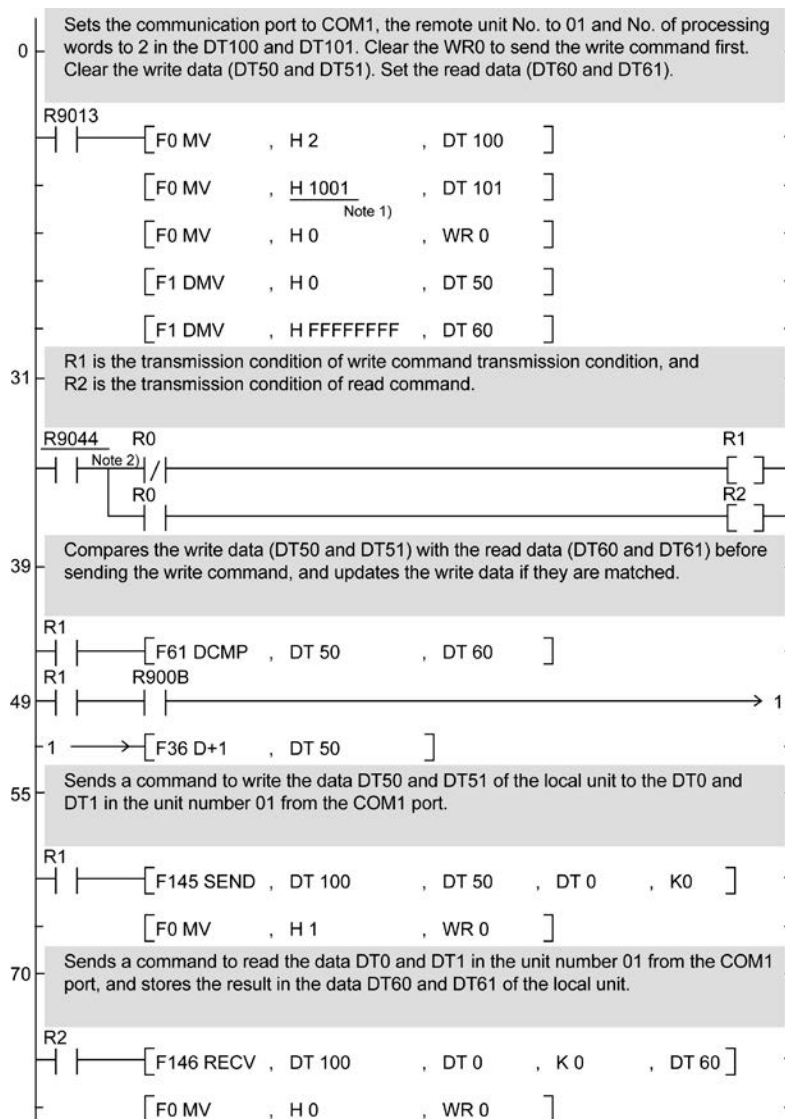 Sets the communication port to COM1, the remote unit No. to 01 and No. of processing
0 words to 2 in the DT100 and DT101. Clear the WR0 to send the write command first.
Clear the write data (DT50 and DT51). Set the read data (DT60 and DT61).
R9013
F0 MV , H 2 , DT 100
F0 MV , H 1001 , DT 101
Note 1)
F0 MV , H 0 , WR 0
F1 DMV , H 0 , DT 50
F1 DMV , H FFFFFFFF , DT 60
R1 is the transmission condition of write command transmission condition, and
31 R2 is the transmission condition of read command.
R9044 R0 R1
Note 2)
R0 R2
Compares the write data (DT50 and DT51) with the read data (DT60 and DT61) before
39 sending the write command, and updates the write data if they are matched.
R1
F61 DCMP , DT 50 , DT 60
R1 R900B
49 1
1 F36 D+1 , DT 50
Sends a command to write the data DT50 and DT51 of the local unit to the DT0 and
55 DT1 in the unit number 01 from the COM1 port.
R1
F145 SEND , DT 100 , DT 50 , DT 0 , K0
F0 MV , H 1 , WR 0
Sends a command to read the data DT0 and DT1 in the unit number 01 from the COM1
70 port, and stores the result in the data DT60 and DT61 of the local unit.
R2
F146 RECV , DT 100 , DT 0 , K 0 , DT 60
F0 MV , H 0 , WR 0